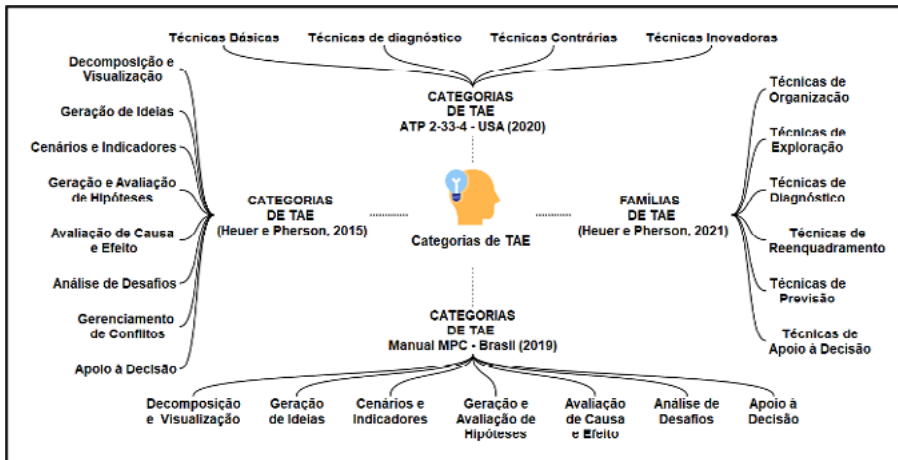 Técnicas Básicas
Técnicas de diagnóstico
Técnicas Contrárias
Técnicas Inovadoras
CATEGORIAS
DE TAE
ATP 2-33-4 - USA (2020)
Decomposição e
Visualização
Geração de Ideias
Cenários e Indicadores
Geração e Avaliação
de Hipóteses
Avaliação de Causa
e Efeito
Análise de Desafios
Gerenciamento
de Conflitos
Apoio à Decisão
CATEGORIAS
DE TAE
(Heuer e Pherson, 2015)
Categorias de TAE
FAMÍLIAS
DE TAE
(Heuer e Pherson, 2021)
Técnicas de
Organização
Técnicas de
Exploração
Técnicas de
Diagnóstico
Técnicas de
Reenquadramento
Técnicas de
Previsão
Técnicas de
Apoio à Decisão
CATEGORIAS
DE TAE
Manual MPC - Brasil (2019)
Decomposição
e Visualização
Geração
de Ideias
Cenários e
Indicadores
Geração e
Avaliação de
Hipóteses
Avaliação
de Causa
e Efeito
Análise de
Desafios
Apoio à
Decisão